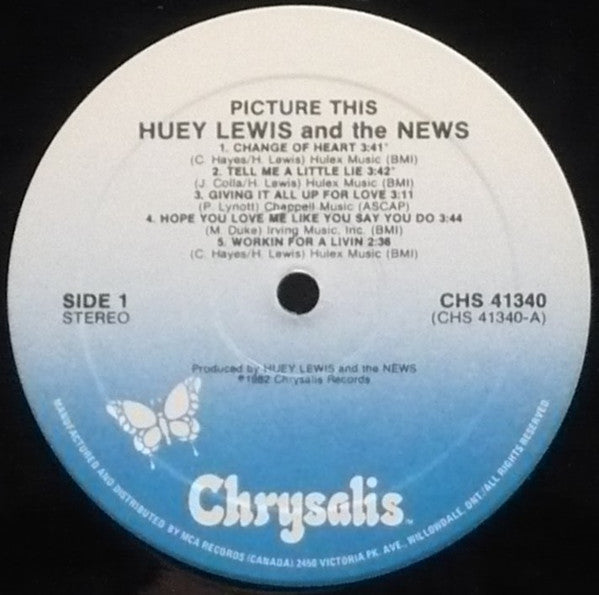 PICTURE THIS
HUEY LEWIS and the NEWS
1. CHANGE OF HEART 3:41*
(C. Hayes/H. Lewis) Hulex Music (BMI)
2. TELL ME A LITTLE LIE 3:42*
(J. Colla/H. Lewis) Hulex Music (BMI)
3. GIVING IT ALL UP FOR LOVE 3:11
(P. Lynott) Chappell Music (ASCAP)
4. HOPE YOU LOVE ME LIKE YOU SAY YOU DO 3:44
(M. Duke) Irving Music, Inc. (BMI)
5. WORKIN FOR A LIVIN 2:36
(C. Hayes/H. Lewis) Hulex Music (BMI)
SIDE 1
STEREO
CHS 41340
(CHS 41340-A)
Produced by HUEY LEWIS and the NEWS
℗1982 Chrysalis Records
Chrysalis™
MANUFACTURED AND DISTRIBUTED BY MCA RECORDS (CANADA) 2450 VICTORIA PK. AVE., WILLOWDALE, ONT./ALL RIGHTS RESERVED